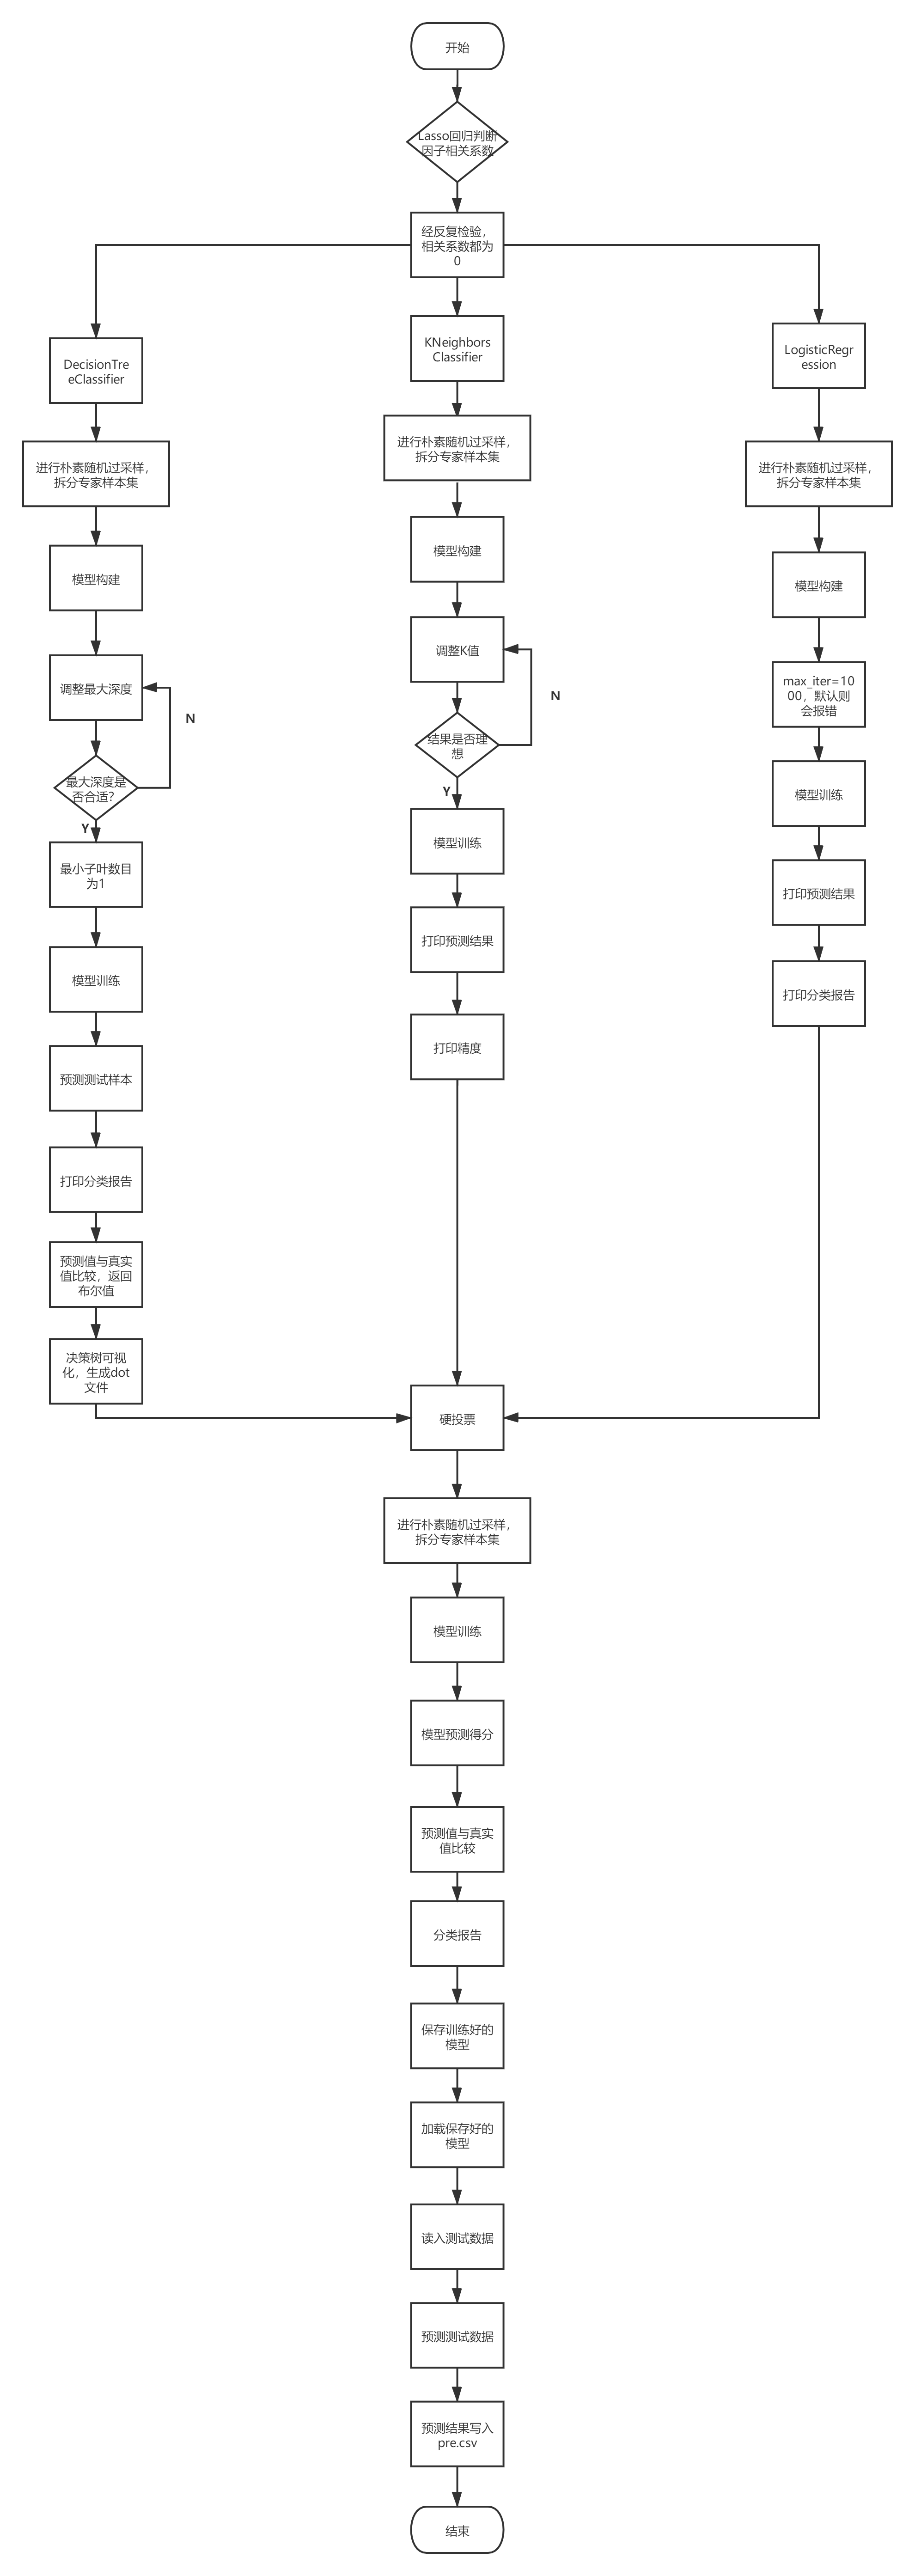 开始
Lasso回归判断
因子相关系数
经反复检验，
相关系数都为
0
DecisionTre
eClassifier
进行朴素随机过采样，
拆分专家样本集
模型构建
调整最大深度
N
最大深度是
否合适？
Y
最小子叶数目
为1
模型训练
预测测试样本
打印分类报告
预测值与真实
值比较，返回
布尔值
决策树可视
化，生成dot
文件
KNeighbors
Classifier
进行朴素随机过采样，
拆分专家样本集
模型构建
调整K值
N
结果是否理
想
Y
模型训练
打印预测结果
打印精度
LogisticRegr
ession
进行朴素随机过采样，
拆分专家样本集
模型构建
max_iter=10
00，默认则
会报错
模型训练
打印预测结果
打印分类报告
硬投票
进行朴素随机过采样，
拆分专家样本集
模型训练
模型预测得分
预测值与真实
值比较
分类报告
保存训练好的
模型
加载保存好的
模型
读入测试数据
预测测试数据
预测结果写入
pre.csv
结束